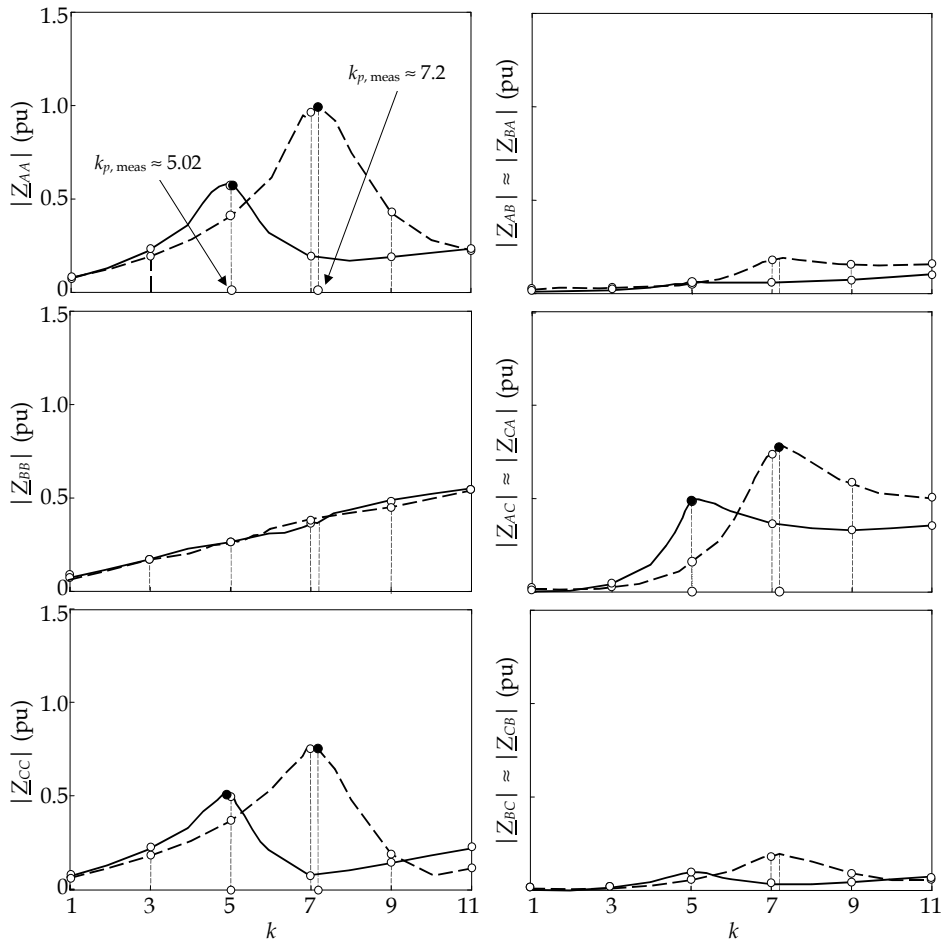 1.5
1.0
0.5
0
|Z_AA| (pu)
k_p, meas ≈ 5.02
k_p, meas ≈ 7.2
|Z_AB| ≈ |Z_BA| (pu)
1.5
1.0
0.5
0
|Z_BB| (pu)
|Z_AC| ≈ |Z_CA| (pu)
1.5
1.0
0.5
0
|Z_CC| (pu)
1 3 5 7 9 11
k
|Z_BC| ≈ |Z_CB| (pu)
1 3 5 7 9 11
k